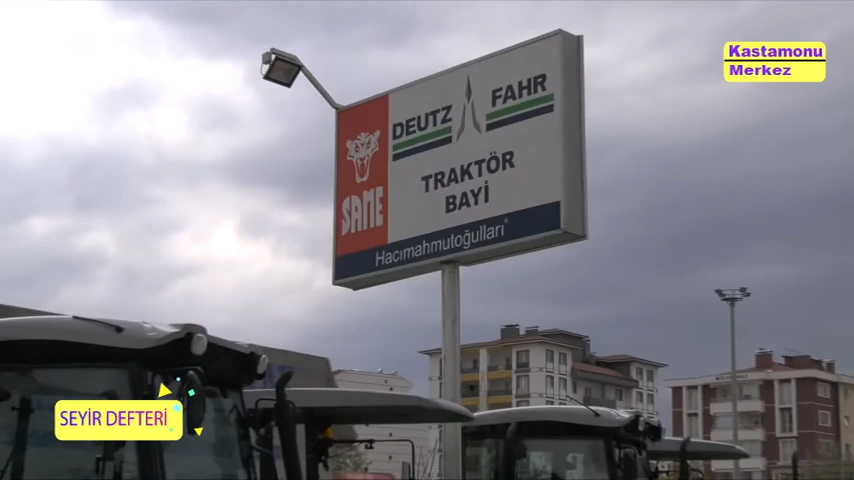 Kastamonu
Merkez
DEUTZ FAHR
SAME
TRAKTÖR
BAYİ
Hacımahmutoğulları
SEYİR DEFTERİ